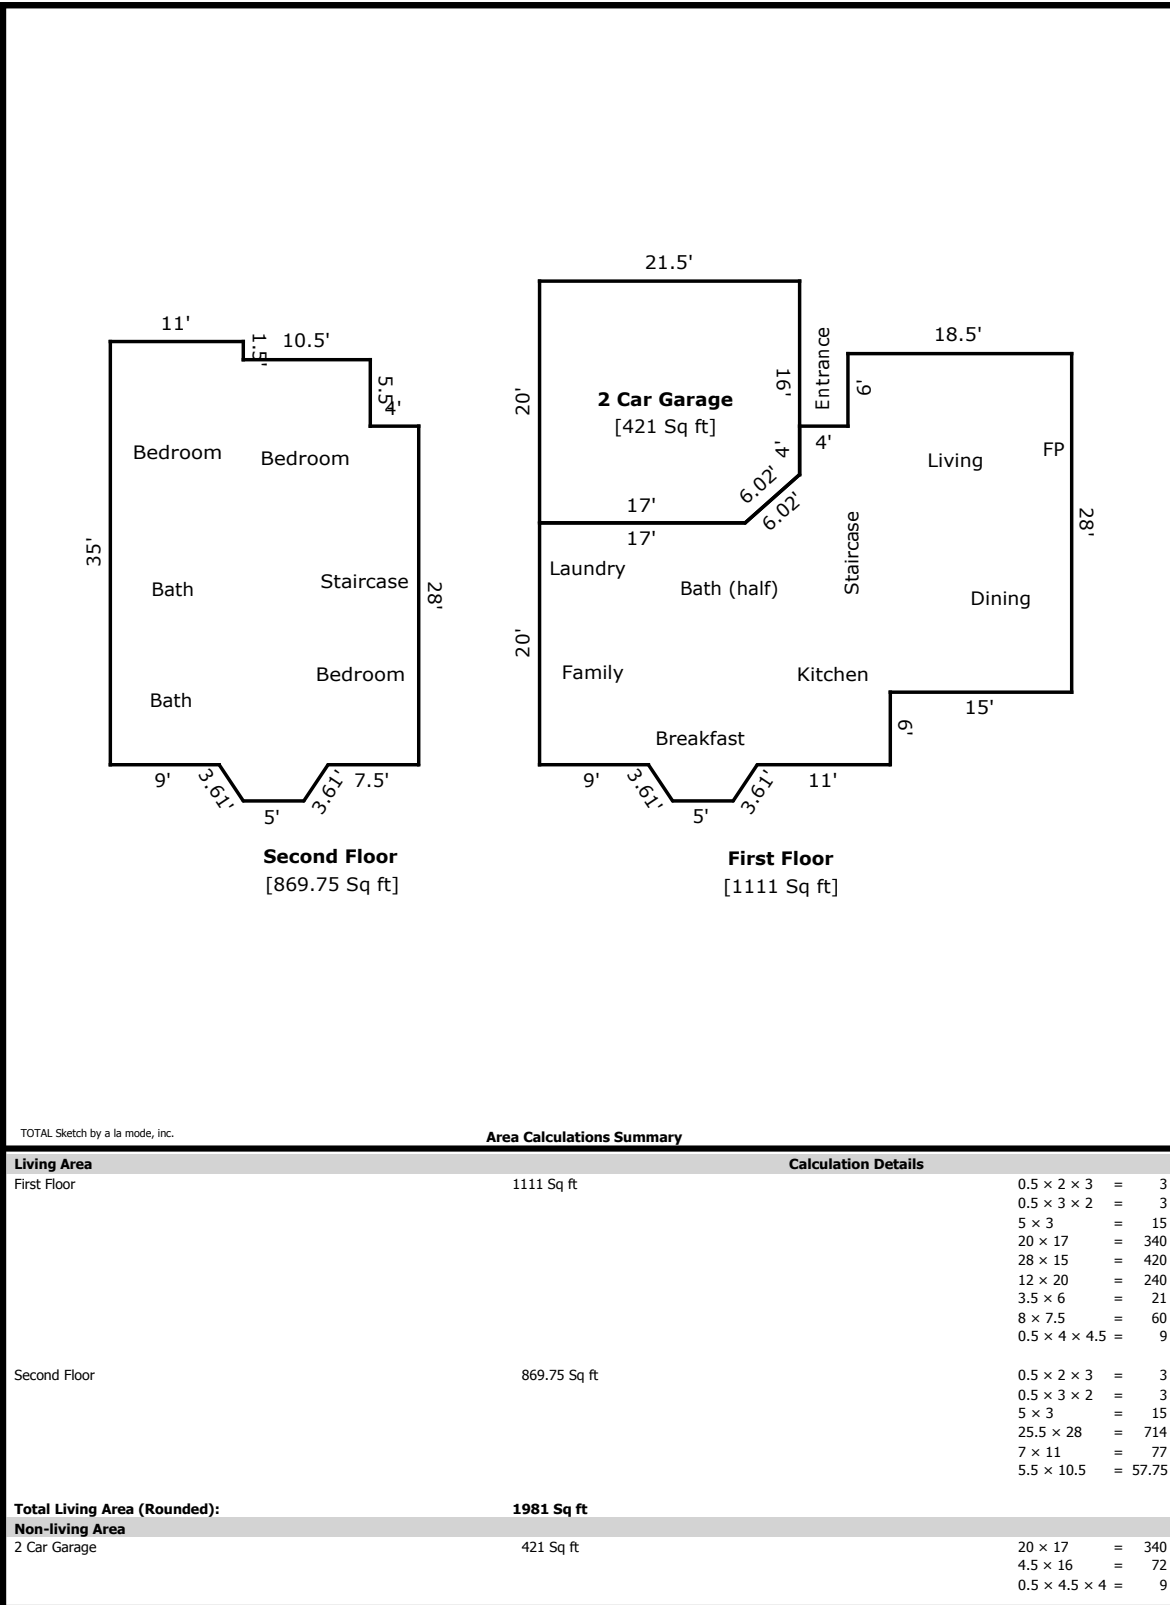 21.5'
11'
1.5'
10.5'
18.5'
5.5'
4'
20'
2 Car Garage
[421 Sq ft]
16'
Entrance
6'
4'
4'
Bedroom
Bedroom
Living
FP
6.02'
6.02'
17'
17'
28'
35'
Laundry
Staircase
Bath
Staircase
28'
Bath (half)
Dining
20'
Bedroom
Family
Kitchen
Bath
15'
6'
Breakfast
9'
3.61'
5'
3.61'
7.5'
9'
3.61'
5'
3.61'
11'
Second Floor
[869.75 Sq ft]
First Floor
[1111 Sq ft]
TOTAL Sketch by a la mode, inc.
Area Calculations Summary
Living Area Calculation Details
First Floor 1111 Sq ft 0.5 × 2 × 3 = 3
0.5 × 3 × 2 = 3
5 × 3 = 15
20 × 17 = 340
28 × 15 = 420
12 × 20 = 240
3.5 × 6 = 21
8 × 7.5 = 60
0.5 × 4 × 4.5 = 9
Second Floor 869.75 Sq ft 0.5 × 2 × 3 = 3
0.5 × 3 × 2 = 3
5 × 3 = 15
25.5 × 28 = 714
7 × 11 = 77
5.5 × 10.5 = 57.75
Total Living Area (Rounded): 1981 Sq ft
Non-living Area
2 Car Garage 421 Sq ft 20 × 17 = 340
4.5 × 16 = 72
0.5 × 4.5 × 4 = 9